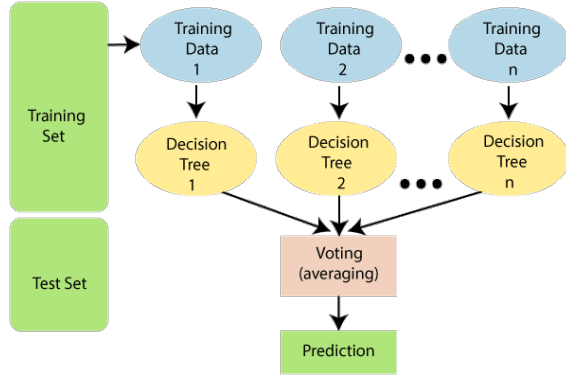 Training
Set
Test Set
Training
Data
1
Training
Data
2
Training
Data
n
Decision
Tree
1
Decision
Tree
2
Decision
Tree
n
Voting
(averaging)
Prediction